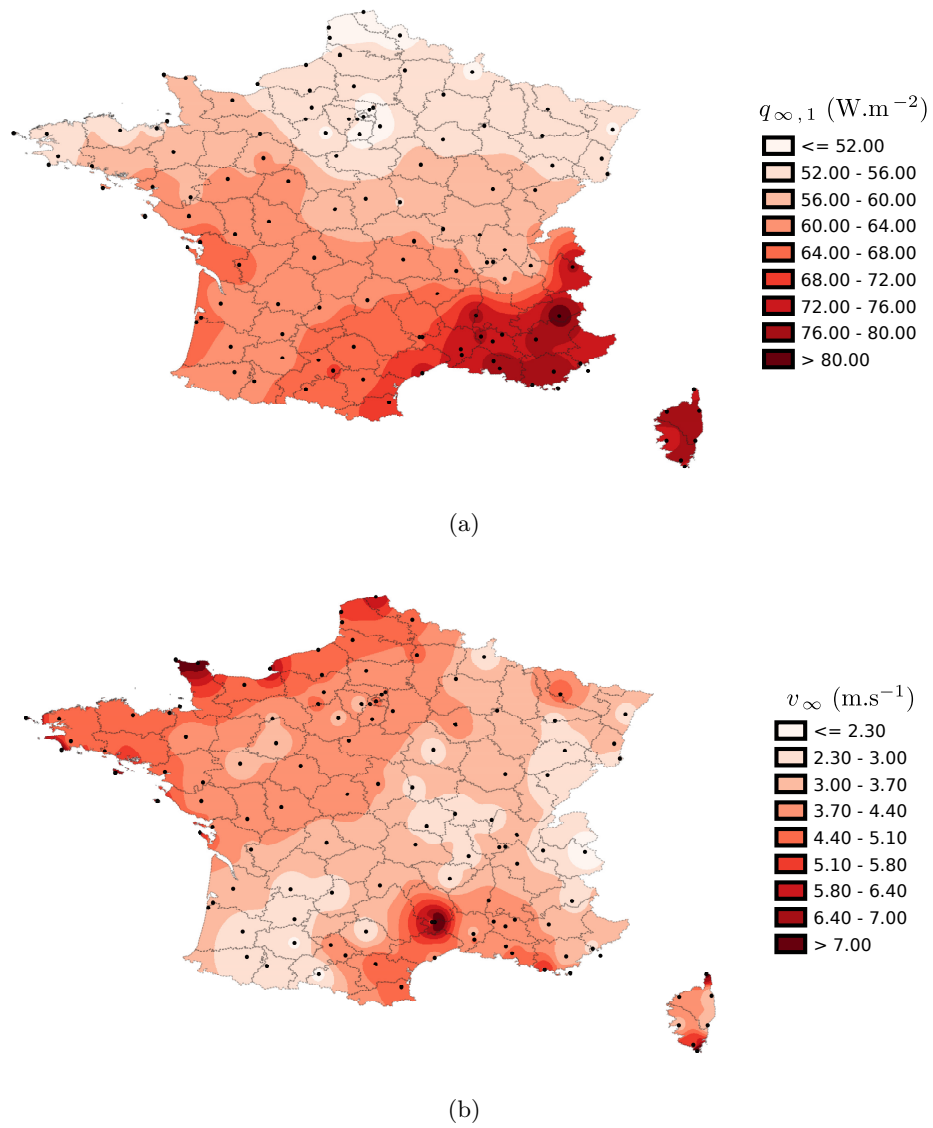 q∞,1 (W.m−2)
<= 52.00
52.00 - 56.00
56.00 - 60.00
60.00 - 64.00
64.00 - 68.00
68.00 - 72.00
72.00 - 76.00
76.00 - 80.00
> 80.00
(a)
v∞ (m.s−1)
<= 2.30
2.30 - 3.00
3.00 - 3.70
3.70 - 4.40
4.40 - 5.10
5.10 - 5.80
5.80 - 6.40
6.40 - 7.00
> 7.00
(b)